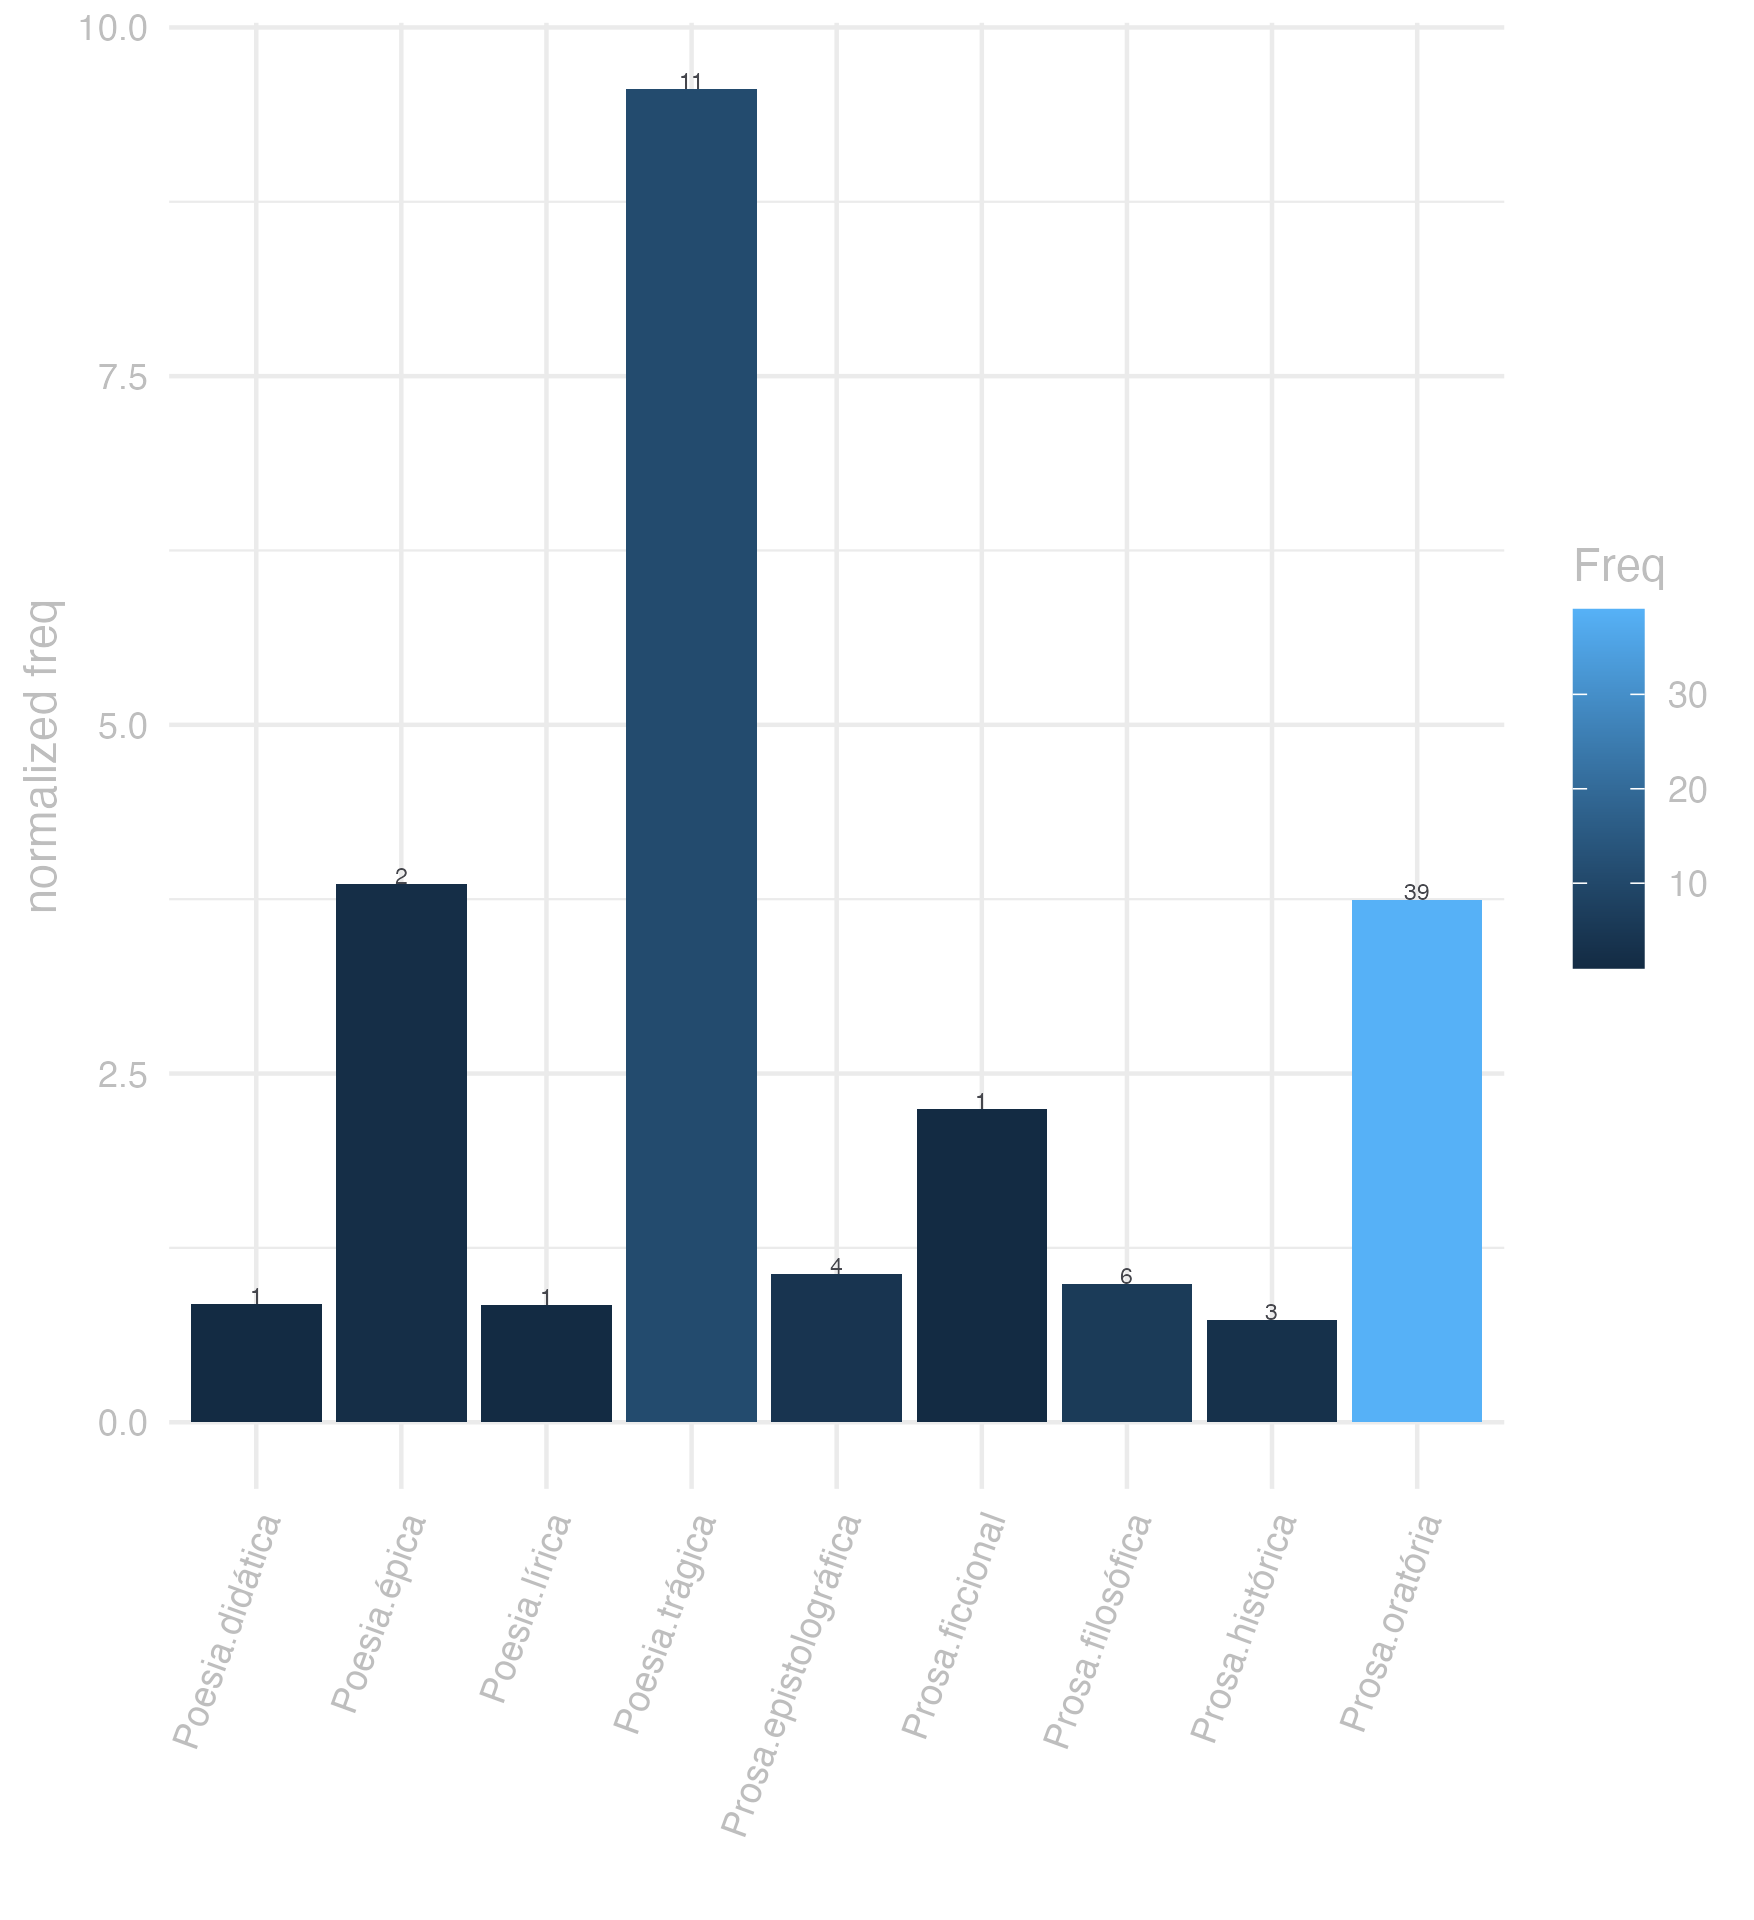 10.0
7.5
5.0
2.5
0.0
normalized freq
1
2
1
11
4
1
6
3
39
Poesia.didática
Poesia.épica
Poesia.lírica
Poesia.trágica
Prosa.epistolográfica
Prosa.ficcional
Prosa.filosófica
Prosa.histórica
Prosa.oratória
Freq
30
20
10